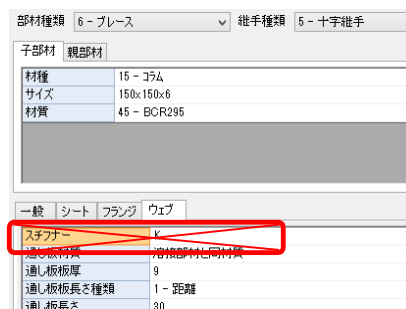 部材種類 6 - ブレース 継手種類 5 - 十字継手
子部材 親部材
材種 15 - コラム
サイズ 150x150x6
材質 45 - BCR295
一般 シート フランジ ウェブ
スチフナー K
通し板材質 溶接部材と同材質
通し板板厚 9
通し板板長さ種類 1 - 距離
通し板長さ 30